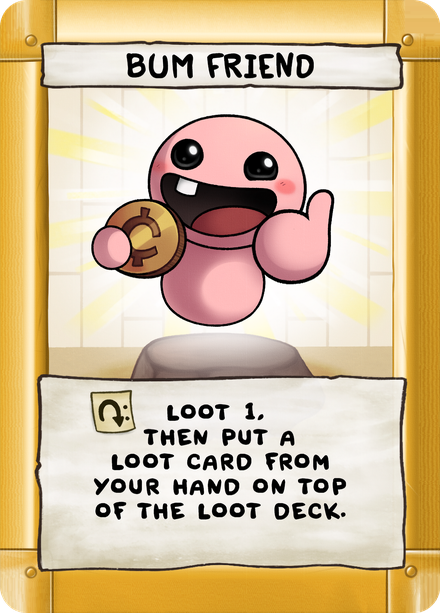 BUM FRIEND
¢
LOOT 1,
THEN PUT A
LOOT CARD FROM
YOUR HAND ON TOP
OF THE LOOT DECK.